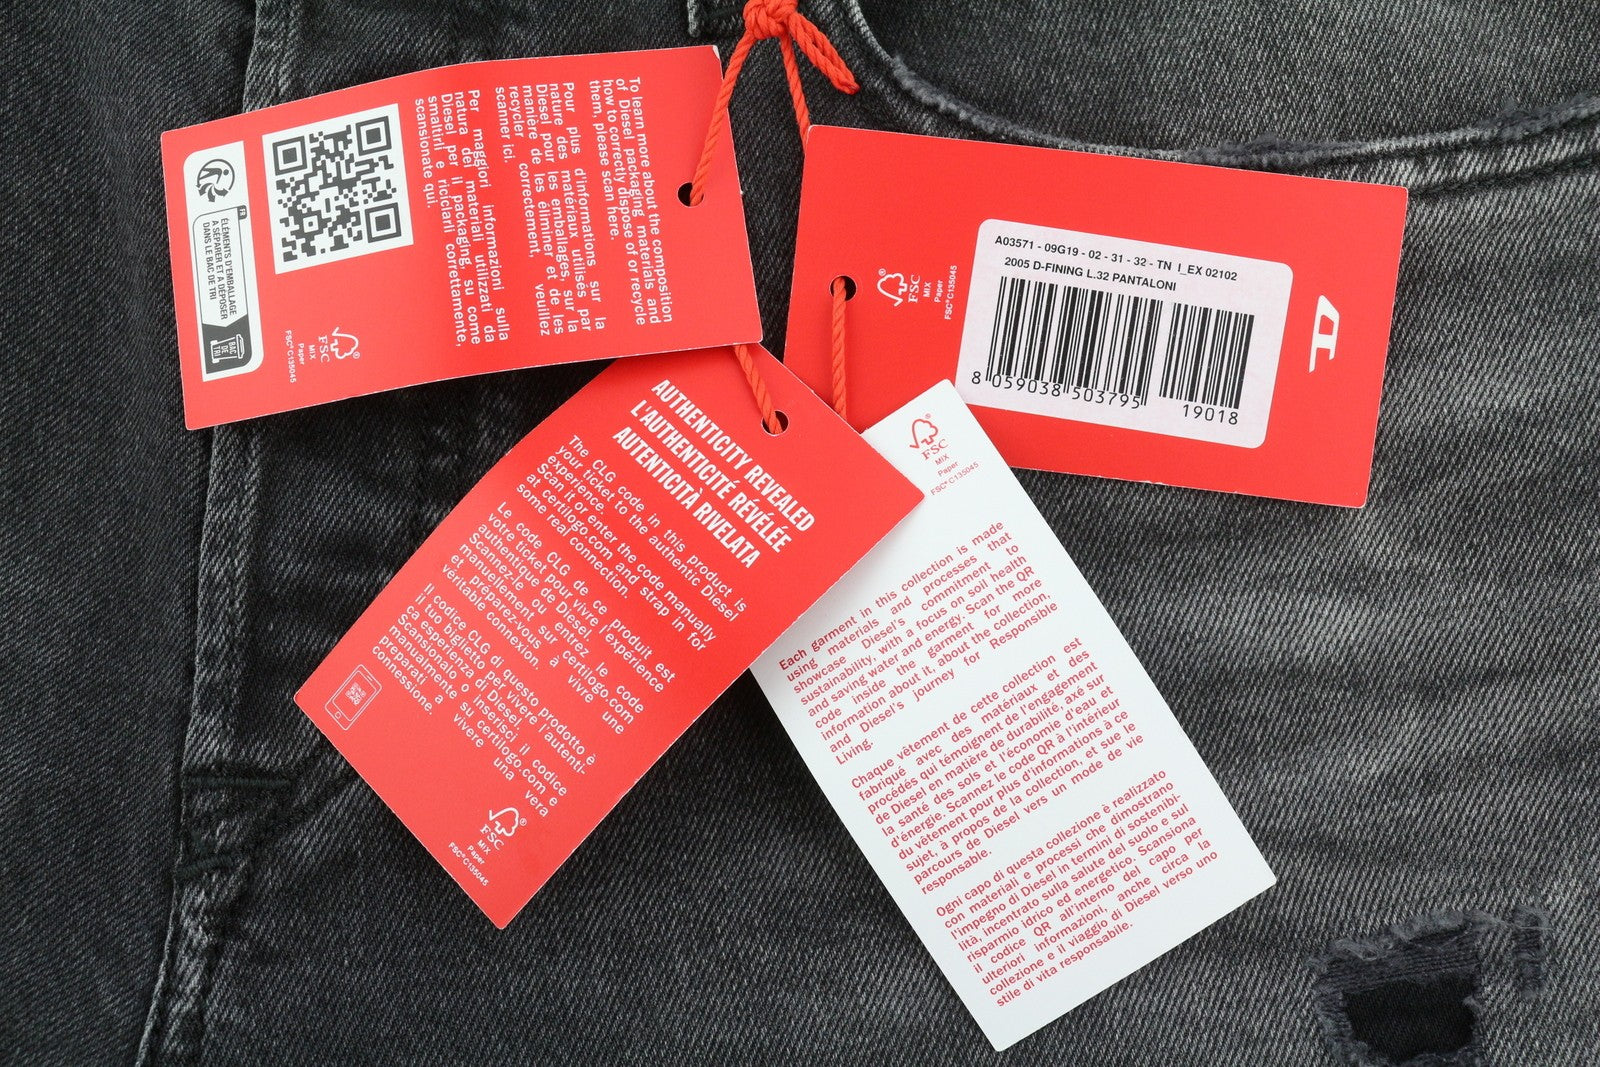 To learn more about the composition
of Diesel packaging materials and
how to correctly dispose of or recycle
them, please scan here.
Pour plus d'informations sur la
nature des matériaux utilisés par
Diesel pour les emballages, sur la
manière de les éliminer et de les
recycler correctement, veuillez
scanner ici.
Per maggiori informazioni sulla
natura dei materiali utilizzati da
Diesel per il packaging, su come
smaltirli e riciclarli correttamente,
scansionate qui.
FR
ÉLÉMENTS D'EMBALLAGE
À SÉPARER ET À DÉPOSER
DANS LE BAC DE TRI
BAC
DE
TRI
FSC
MIX
Paper
FSC® C135045
A03571 - 09G19 - 02 - 31 - 32 - TN I_EX 02102
2005 D-FINING L.32 PANTALONI
8 059038 503795
19018
D
FSC
MIX
Paper
FSC® C135045
AUTHENTICITY REVEALED
L'AUTHENTICITÉ RÉVÉLÉE
AUTENTICITÀ RIVELATA
The CLG code in this product is
your ticket to the authentic Diesel
experience.
Scan it or enter the code manually
at certilogo.com and strap in for
some real connection.
Le code CLG de ce produit est
votre ticket pour vivre l'expérience
authentique de Diesel.
Scannez-le ou entrez le code
manuellement sur certilogo.com
et préparez-vous à vivre une
véritable connexion.
Il codice CLG di questo prodotto è
il tuo biglietto per vivere l'autenti-
ca esperienza di Diesel.
Scansionalo o inserisci il codice
manualmente su certilogo.com e
preparati a vivere una vera
connessione.
FSC
MIX
Paper
FSC® C135045
FSC
MIX
Paper
FSC® C135045
Each garment in this collection is made
using materials and processes that
showcase Diesel's commitment to
sustainability, with a focus on soil health
and saving water and energy. Scan the QR
code inside the garment for more
information about it, about the collection,
and Diesel's journey for Responsible
Living.
Chaque vêtement de cette collection est
fabriqué avec des matériaux et des
procédés qui témoignent de l'engagement
de Diesel en matière de durabilité, axé sur
la santé des sols et l'économie d'eau et
d'énergie. Scannez le code QR à l'intérieur
du vêtement pour plus d'informations à ce
sujet, à propos de la collection, et sue le
parcours de Diesel vers un mode de vie
responsable.
Ogni capo di questa collezione è realizzato
con materiali e processi che dimostrano
l'impegno di Diesel in termini di sostenibi-
lità, incentrato sulla salute del suolo e sul
risparmio idrico ed energetico. Scansiona
il codice QR all'interno del capo per
ulteriori informazioni, anche circa la
collezione e il viaggio di Diesel verso uno
stile di vita responsabile.